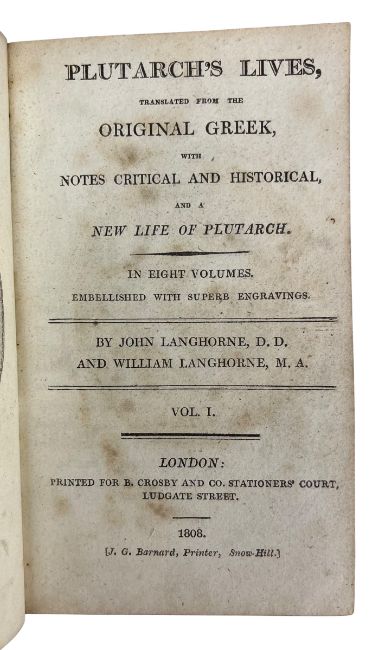 PLUTARCH'S LIVES,
TRANSLATED FROM THE
ORIGINAL GREEK,
WITH
NOTES CRITICAL AND HISTORICAL,
AND A
NEW LIFE OF PLUTARCH.
IN EIGHT VOLUMES.
EMBELLISHED WITH SUPERB ENGRAVINGS.
BY JOHN LANGHORNE, D. D.
AND WILLIAM LANGHORNE, M. A.
VOL. I.
LONDON:
PRINTED FOR B. CROSBY AND CO. STATIONERS' COURT,
LUDGATE STREET.
1808.
[J. G. Barnard, Printer, Snow-Hill.]